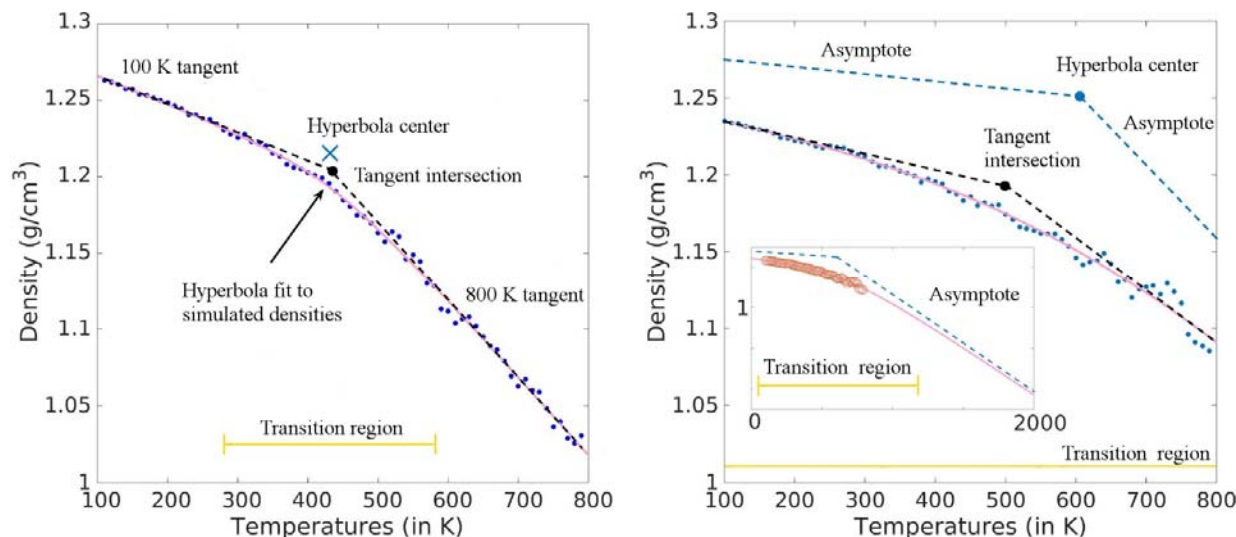 1.3
1.25
1.2
1.15
1.1
1.05
1
Density (g/cm³)
100 K tangent
Hyperbola center
Tangent intersection
Hyperbola fit to
simulated densities
800 K tangent
Transition region
100 200 300 400 500 600 700 800
Temperatures (in K)
1.3
1.25
1.2
1.15
1.1
1.05
1
Density (g/cm³)
Asymptote
Hyperbola center
Asymptote
Tangent
intersection
1
Asymptote
Transition region
0 2000
Transition region
100 200 300 400 500 600 700 800
Temperatures (in K)